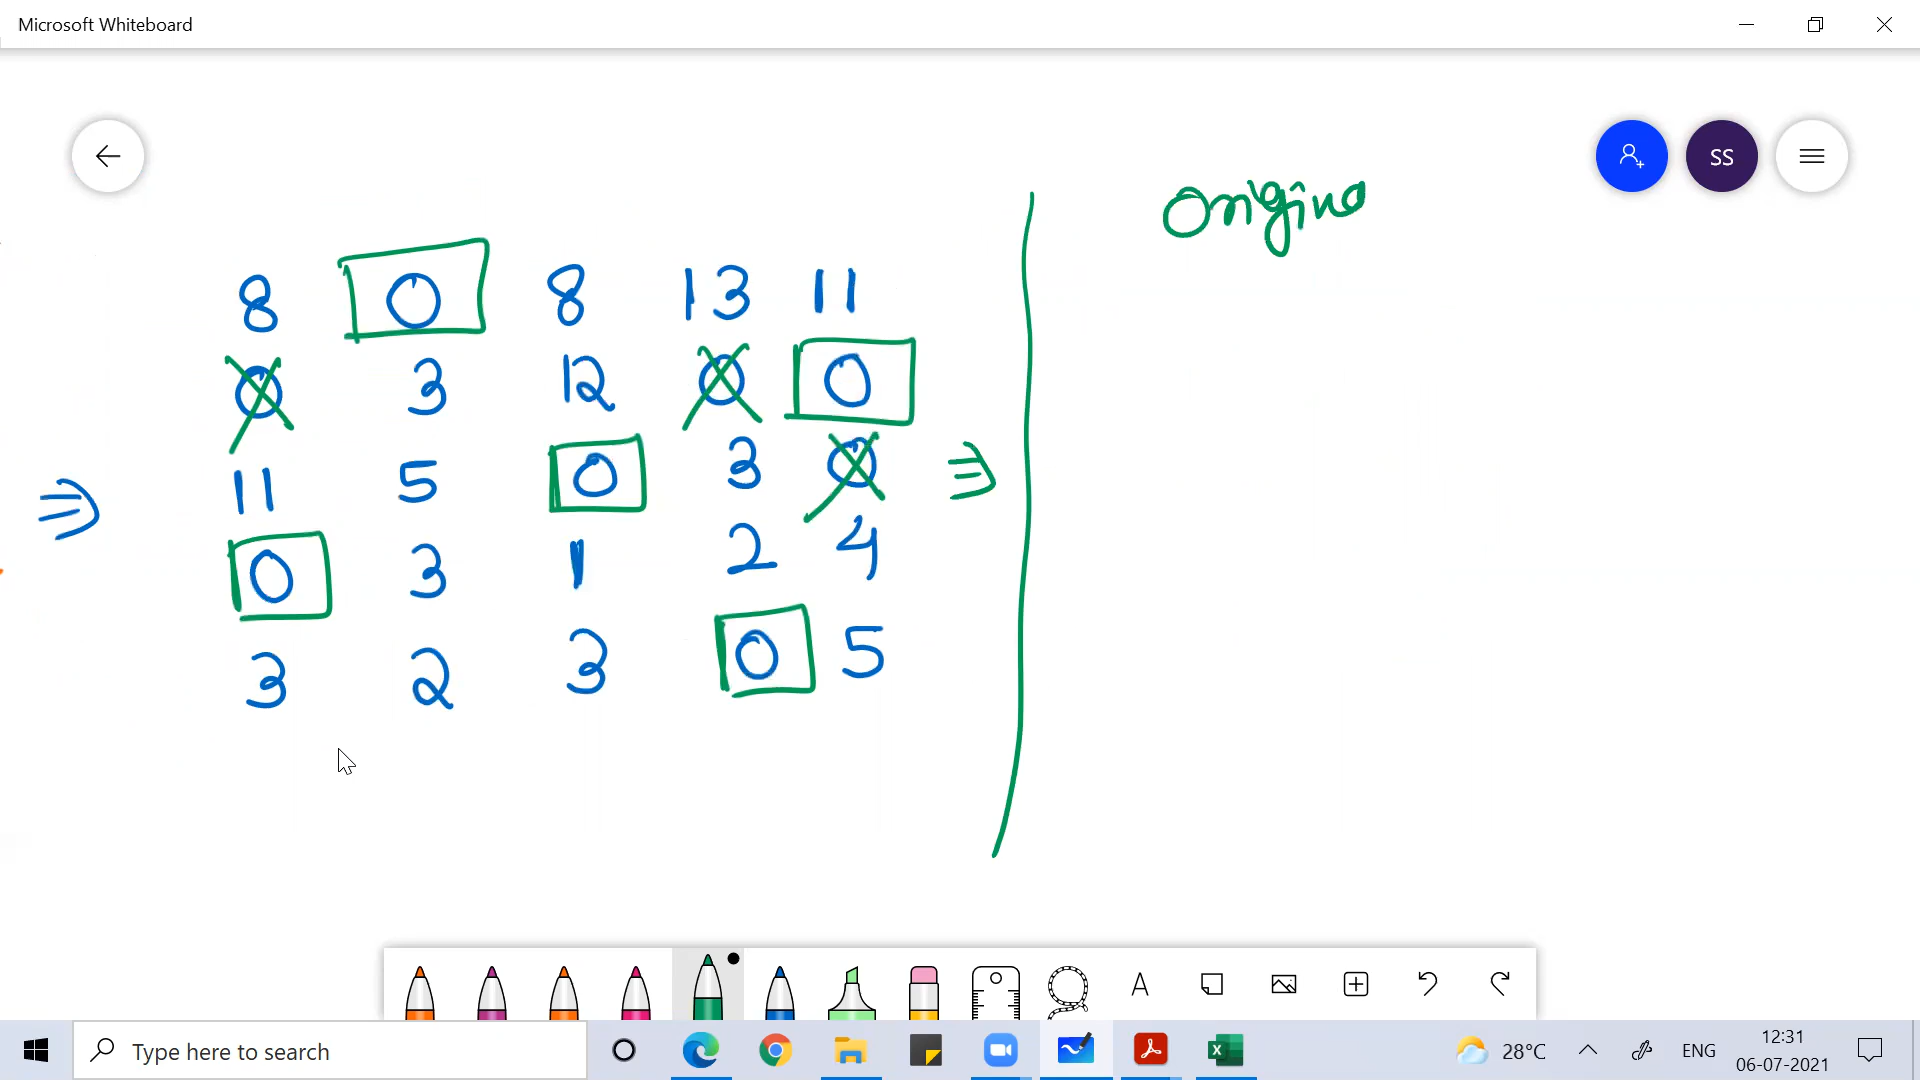 Microsoft Whiteboard
SS
Origina
8 0 8 13 11
0 3 12 0 0
11 5 0 3 0
0 3 1 2 4
3 2 3 0 5
⇒
⇒
A
Type here to search
28°C
ENG
12:31
06-07-2021